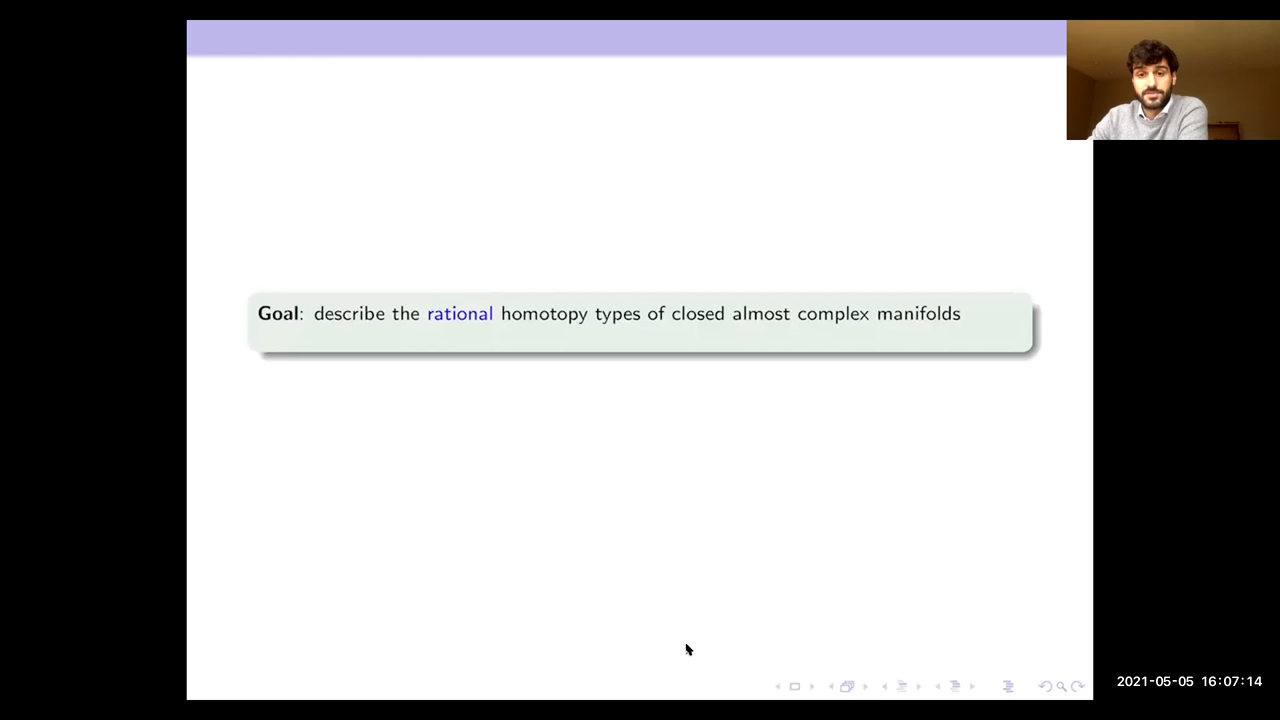 Goal: describe the rational homotopy types of closed almost complex manifolds
2021-05-05 16:07:14